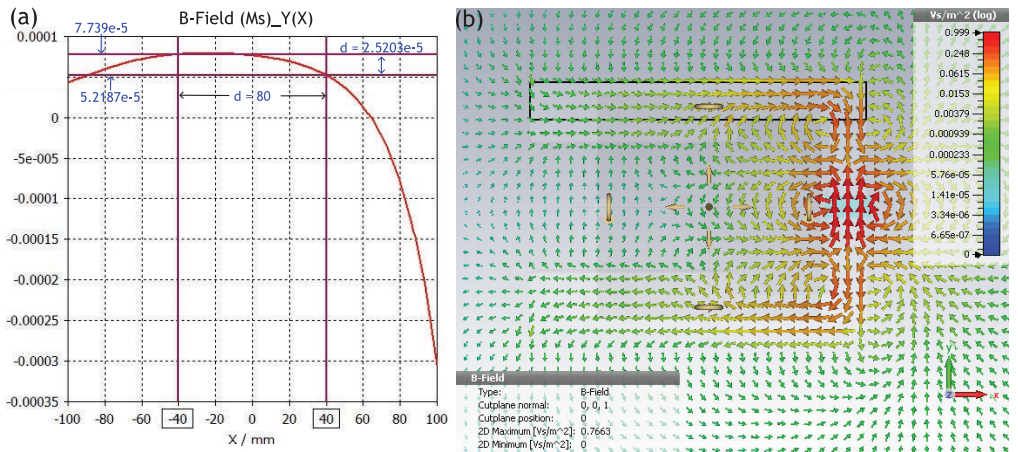 (a)
B-Field (Ms)_Y(X)
7.739e-5
d = 2.5203e-5
5.2187e-5
d = 80
0.0001
0
-5e-005
-0.0001
-0.00015
-0.0002
-0.00025
-0.0003
-0.00035
-100 -80 -60 -40 -20 0 20 40 60 80 100
X / mm
(b)
Vs/m^2 (log)
0.999
0.248
0.0615
0.0153
0.00379
0.000939
0.000233
5.76e-05
1.41e-05
3.34e-06
6.65e-07
0
B-Field
Type: B-Field
Cutplane normal: 0, 0, 1
Cutplane position: 0
2D Maximum [Vs/m^2]: 0.7663
2D Minimum [Vs/m^2]: 0
y
z x